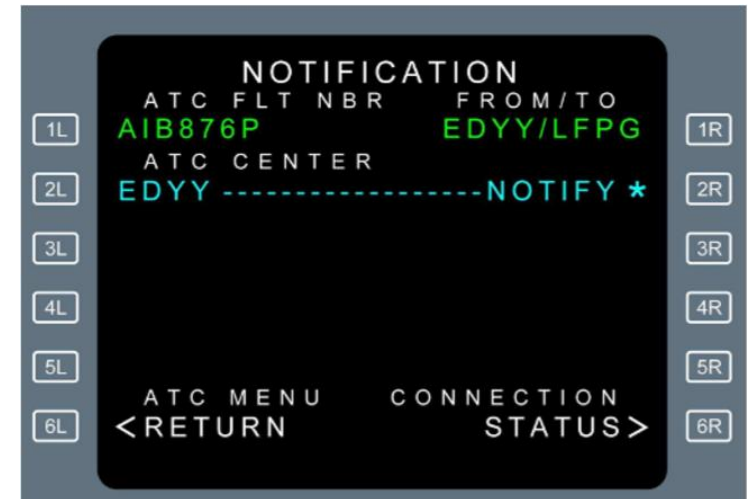 NOTIFICATION
ATC FLT NBR FROM/TO
1L AIB876P EDYY/LFPG 1R
ATC CENTER
2L EDYY -------------------NOTIFY * 2R
3L 3R
4L 4R
5L 5R
ATC MENU CONNECTION
6L <RETURN STATUS> 6R